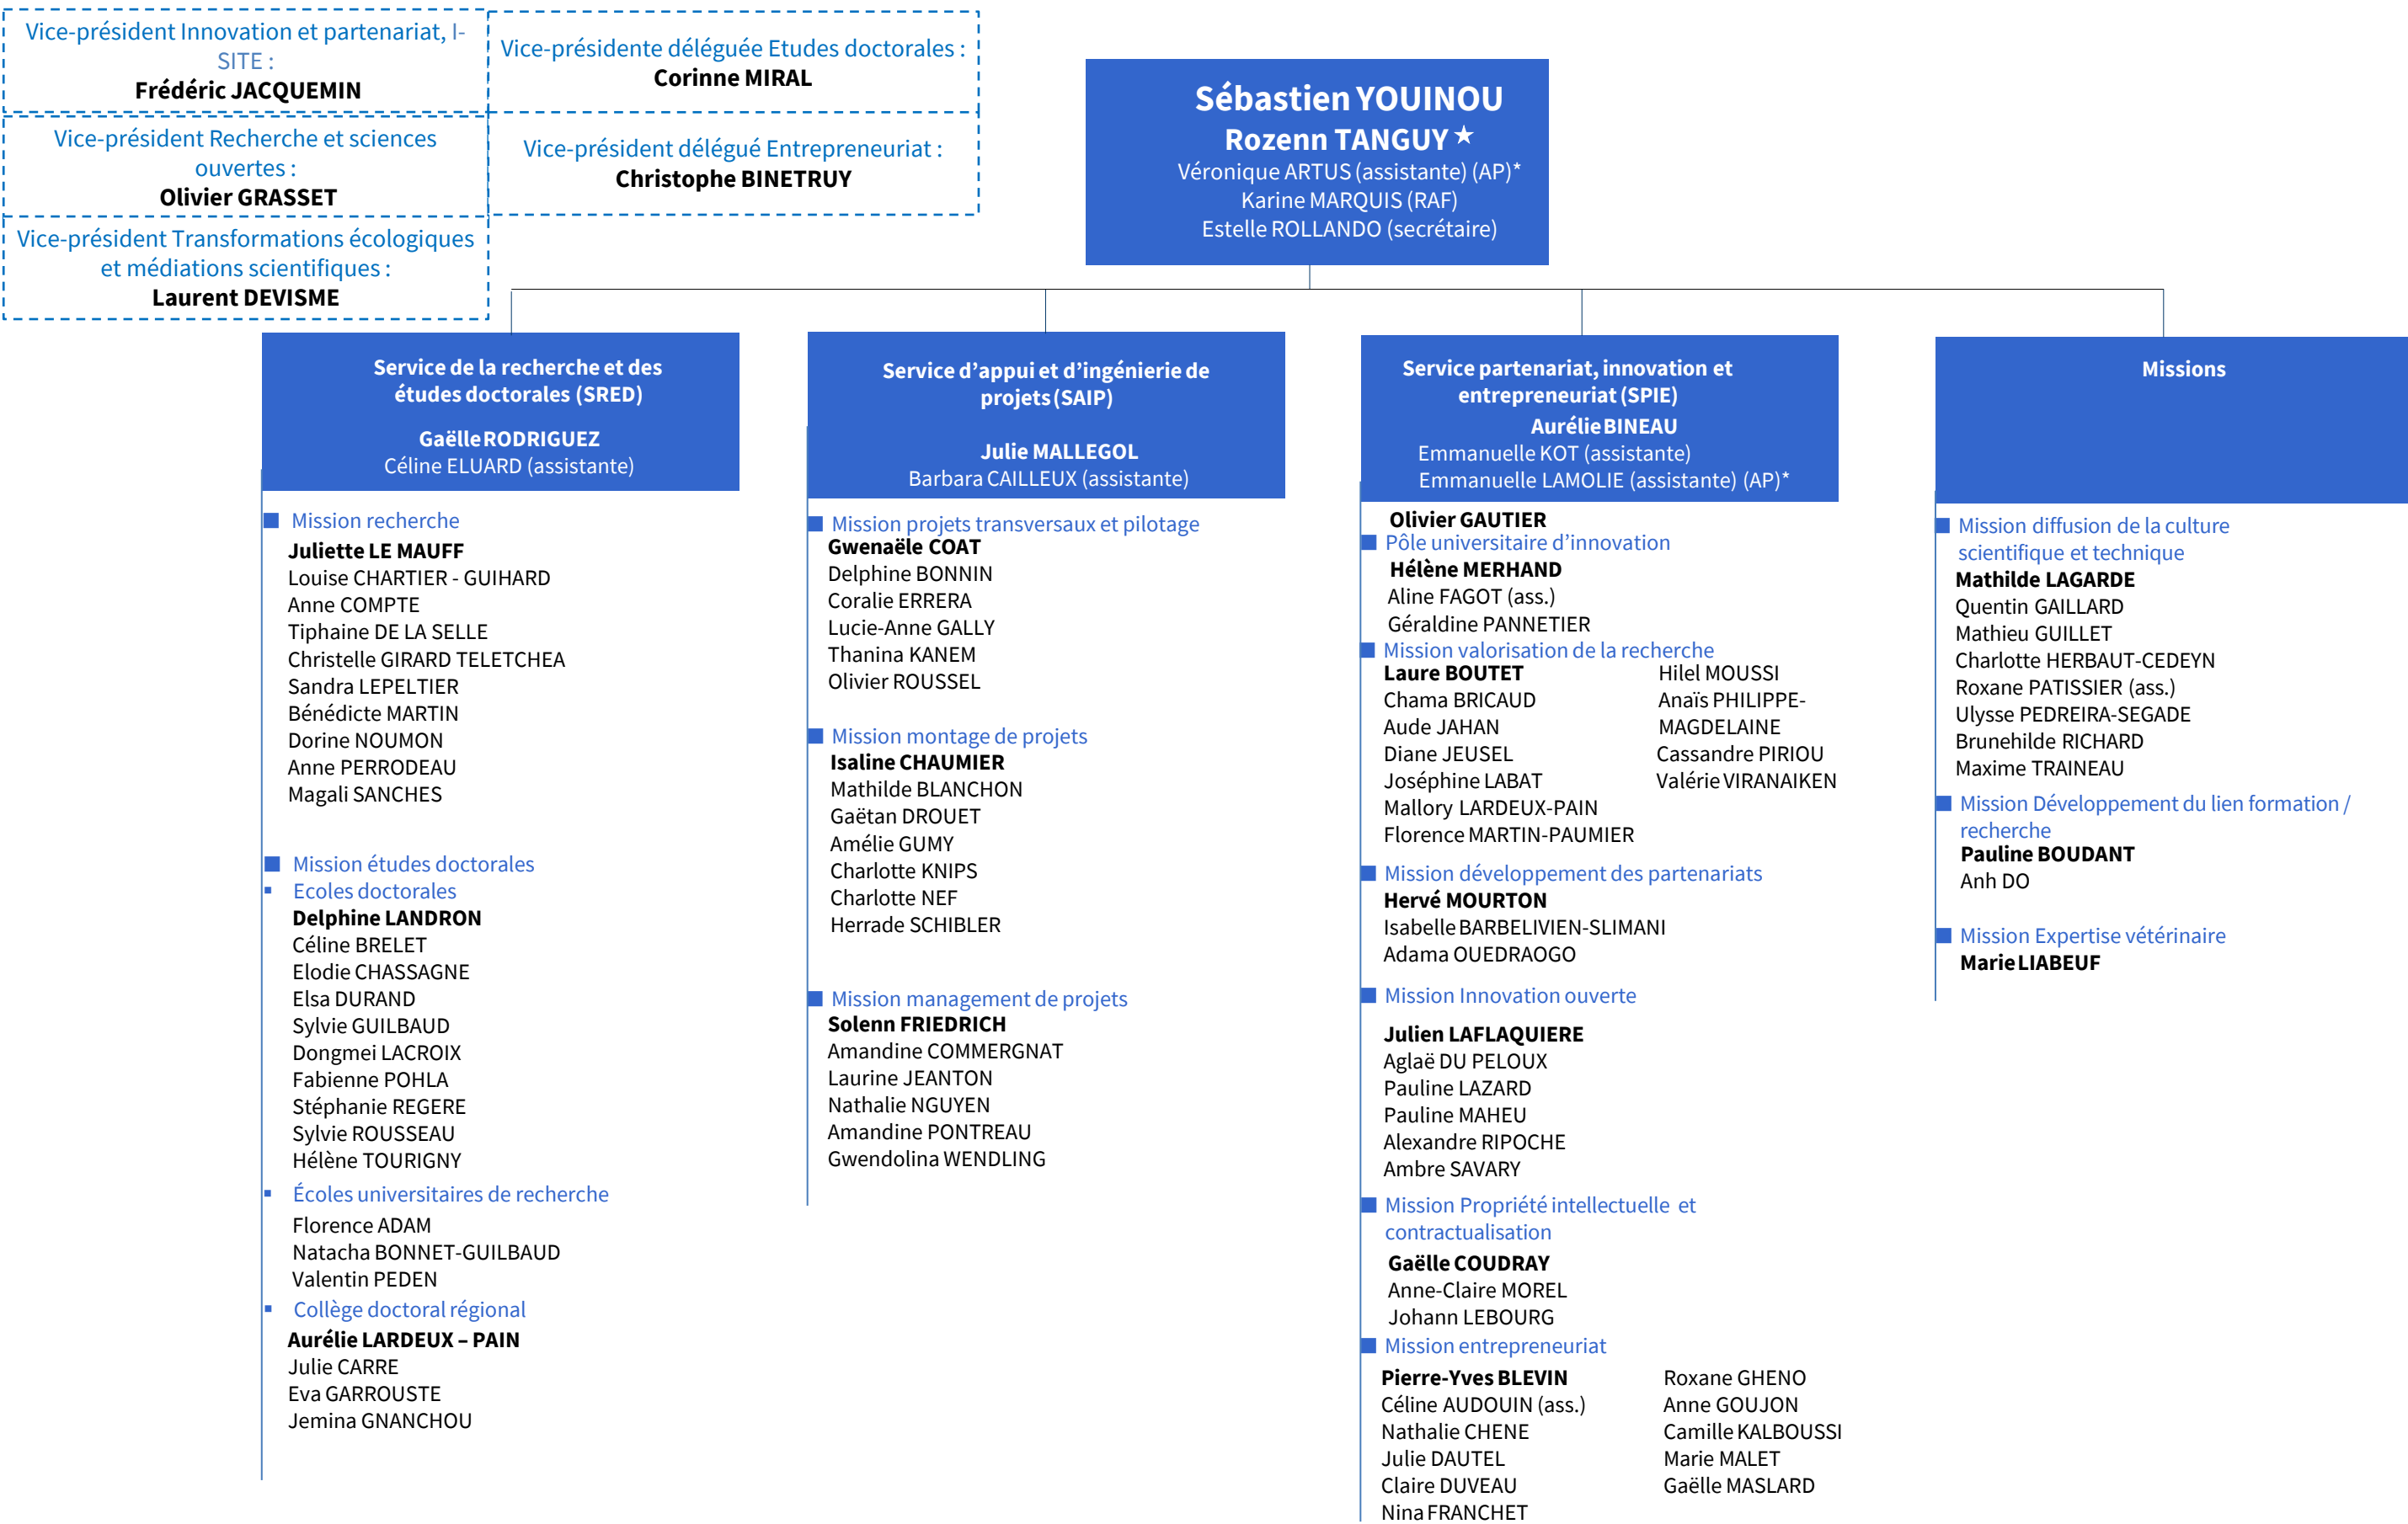 Vice-président Innovation et partenariat, I-
SITE :
Frédéric JACQUEMIN
Vice-président Recherche et sciences
ouvertes :
Olivier GRASSET
Vice-président Transformations écologiques
et médiations scientifiques :
Laurent DEVISME
Vice-présidente déléguée Etudes doctorales :
Corinne MIRAL
Vice-président délégué Entrepreneuriat :
Christophe BINETRUY
Sébastien YOUINOU
Rozenn TANGUY ★
Véronique ARTUS (assistante) (AP)*
Karine MARQUIS (RAF)
Estelle ROLLANDO (secrétaire)
Service de la recherche et des
études doctorales (SRED)
Gaëlle RODRIGUEZ
Céline ELUARD (assistante)
Mission recherche
Juliette LE MAUFF
Louise CHARTIER - GUIHARD
Anne COMPTE
Tiphaine DE LA SELLE
Christelle GIRARD TELETCHEA
Sandra LEPELTIER
Bénédicte MARTIN
Dorine NOUMON
Anne PERRODEAU
Magali SANCHES
Mission études doctorales
Ecoles doctorales
Delphine LANDRON
Céline BRELET
Elodie CHASSAGNE
Elsa DURAND
Sylvie GUILBAUD
Dongmei LACROIX
Fabienne POHLA
Stéphanie REGERE
Sylvie ROUSSEAU
Hélène TOURIGNY
Écoles universitaires de recherche
Florence ADAM
Natacha BONNET-GUILBAUD
Valentin PEDEN
Collège doctoral régional
Aurélie LARDEUX – PAIN
Julie CARRE
Eva GARROUSTE
Jemina GNANCHOU
Service d’appui et d’ingénierie de
projets (SAIP)
Julie MALLEGOL
Barbara CAILLEUX (assistante)
Mission projets transversaux et pilotage
Gwenaële COAT
Delphine BONNIN
Coralie ERRERA
Lucie-Anne GALLY
Thanina KANEM
Olivier ROUSSEL
Mission montage de projets
Isaline CHAUMIER
Mathilde BLANCHON
Gaëtan DROUET
Amélie GUMY
Charlotte KNIPS
Charlotte NEF
Herrade SCHIBLER
Mission management de projets
Solenn FRIEDRICH
Amandine COMMERGNAT
Laurine JEANTON
Nathalie NGUYEN
Amandine PONTREAU
Gwendolina WENDLING
Service partenariat, innovation et
entrepreneuriat (SPIE)
Aurélie BINEAU
Emmanuelle KOT (assistante)
Emmanuelle LAMOLIE (assistante) (AP)*
Olivier GAUTIER
Pôle universitaire d’innovation
Hélène MERHAND
Aline FAGOT (ass.)
Géraldine PANNETIER
Mission valorisation de la recherche
Laure BOUTET
Chama BRICAUD
Aude JAHAN
Diane JEUSEL
Joséphine LABAT
Mallory LARDEUX-PAIN
Florence MARTIN-PAUMIER
Hilel MOUSSI
Anaïs PHILIPPE-
MAGDELAINE
Cassandre PIRIOU
Valérie VIRANAIKEN
Mission développement des partenariats
Hervé MOURTON
Isabelle BARBELIVIEN-SLIMANI
Adama OUEDRAOGO
Mission Innovation ouverte
Julien LAFLAQUIERE
Aglaë DU PELOUX
Pauline LAZARD
Pauline MAHEU
Alexandre RIPOCHE
Ambre SAVARY
Mission Propriété intellectuelle et
contractualisation
Gaëlle COUDRAY
Anne-Claire MOREL
Johann LEBOURG
Mission entrepreneuriat
Pierre-Yves BLEVIN
Céline AUDOUIN (ass.)
Nathalie CHENE
Julie DAUTEL
Claire DUVEAU
Nina FRANCHET
Roxane GHENO
Anne GOUJON
Camille KALBOUSSI
Marie MALET
Gaëlle MASLARD
Missions
Mission diffusion de la culture
scientifique et technique
Mathilde LAGARDE
Quentin GAILLARD
Mathieu GUILLET
Charlotte HERBAUT-CEDEYN
Roxane PATISSIER (ass.)
Ulysse PEDREIRA-SEGADE
Brunehilde RICHARD
Maxime TRAINEAU
Mission Développement du lien formation /
recherche
Pauline BOUDANT
Anh DO
Mission Expertise vétérinaire
Marie LIABEUF